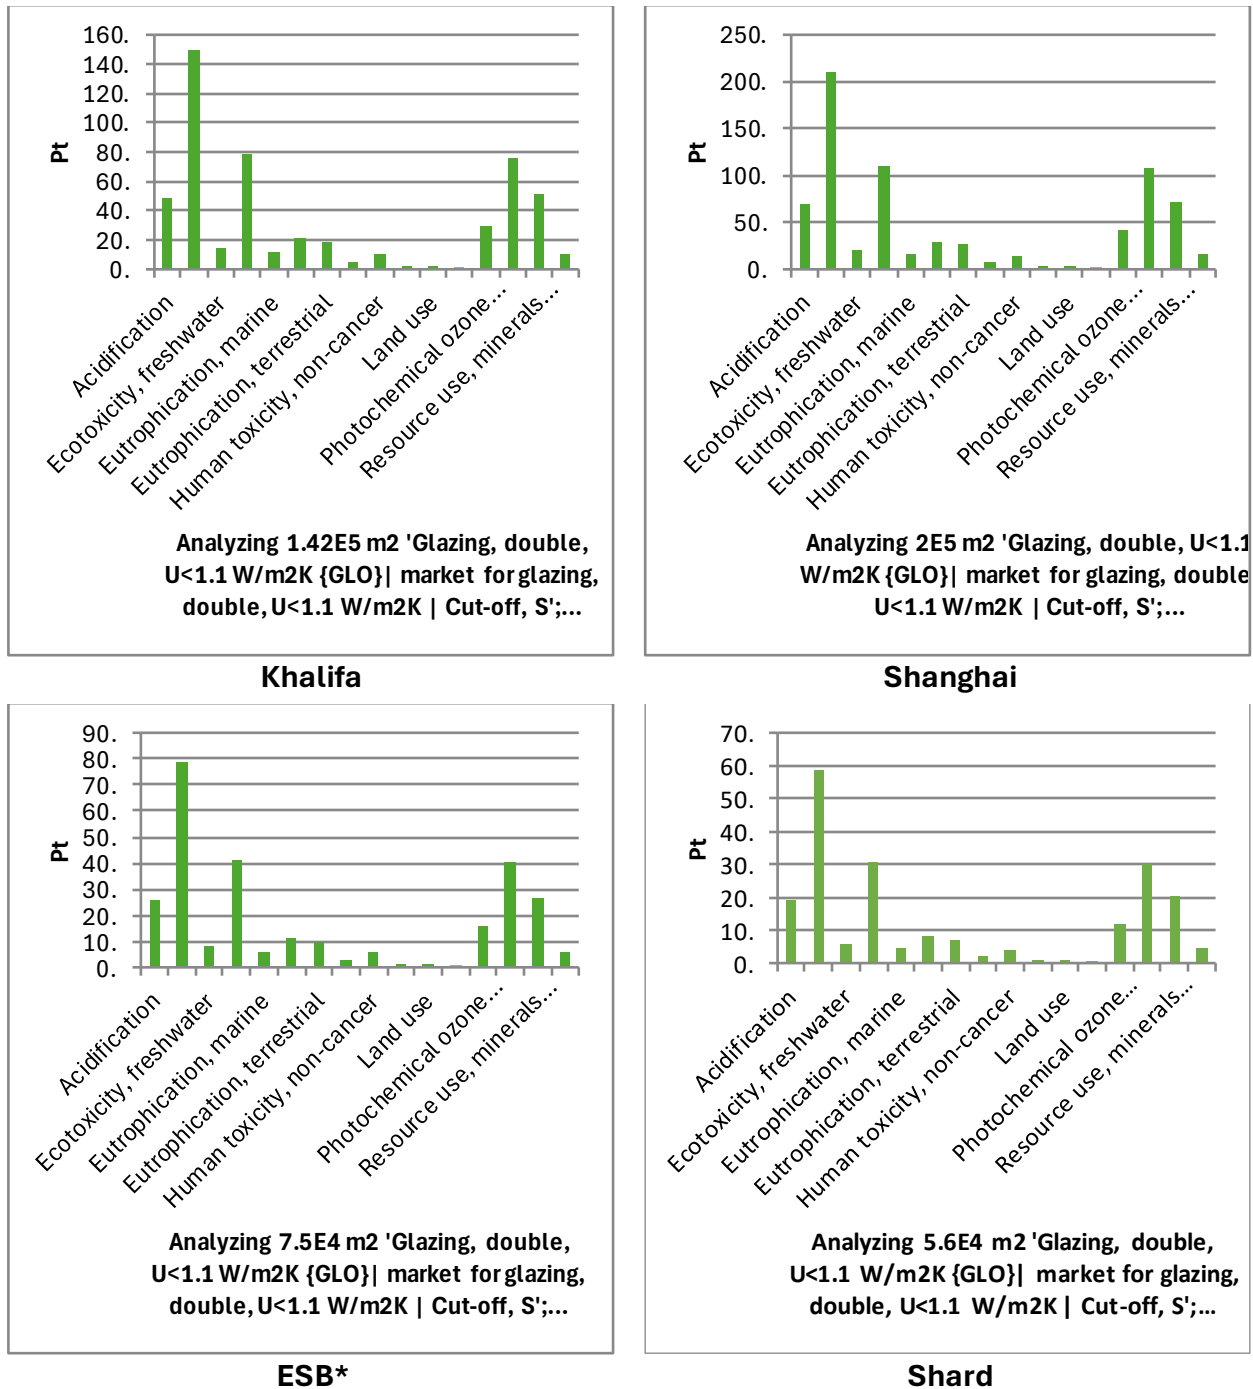 160.
140.
120.
100.
80.
60.
40.
20.
0.
Pt
Acidification
Ecotoxicity, freshwater
Eutrophication, marine
Eutrophication, terrestrial
Human toxicity, non-cancer
Land use
Photochemical ozone...
Resource use, minerals...
Analyzing 1.42E5 m2 'Glazing, double,
U<1.1 W/m2K {GLO}| market for glazing,
double, U<1.1 W/m2K | Cut-off, S';...
Khalifa
250.
200.
150.
100.
50.
0.
Pt
Acidification
Ecotoxicity, freshwater
Eutrophication, marine
Eutrophication, terrestrial
Human toxicity, non-cancer
Land use
Photochemical ozone...
Resource use, minerals...
Analyzing 2E5 m2 'Glazing, double, U<1.1
W/m2K {GLO}| market for glazing, double
U<1.1 W/m2K | Cut-off, S';...
Shanghai
90.
80.
70.
60.
50.
40.
30.
20.
10.
0.
Pt
Acidification
Ecotoxicity, freshwater
Eutrophication, marine
Eutrophication, terrestrial
Human toxicity, non-cancer
Land use
Photochemical ozone...
Resource use, minerals...
Analyzing 7.5E4 m2 'Glazing, double,
U<1.1 W/m2K {GLO}| market for glazing,
double, U<1.1 W/m2K | Cut-off, S';...
ESB*
70.
60.
50.
40.
30.
20.
10.
0.
Pt
Acidification
Ecotoxicity, freshwater
Eutrophication, marine
Eutrophication, terrestrial
Human toxicity, non-cancer
Land use
Photochemical ozone...
Resource use, minerals...
Analyzing 5.6E4 m2 'Glazing, double,
U<1.1 W/m2K {GLO}| market for glazing,
double, U<1.1 W/m2K | Cut-off, S';...
Shard